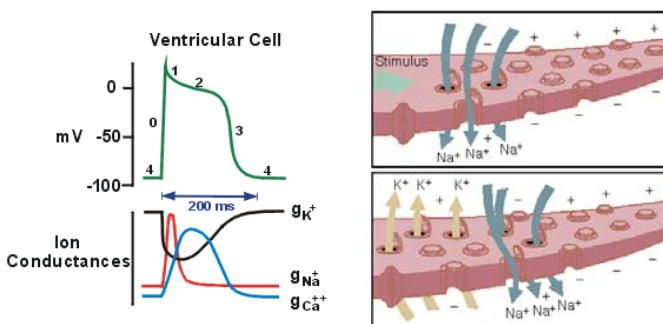 Ventricular Cell
1
2
0
0
mV
-50
3
4
4
-100
200 ms
gK+
Ion
Conductances
gNa+
gCa++
+
+
+
−
+
Stimulus
−
−
+
−
Na+
Na+
Na+
K+
K+
K+
+
−
+
+
+
−
−
−
+
−
Na+
Na+
Na+